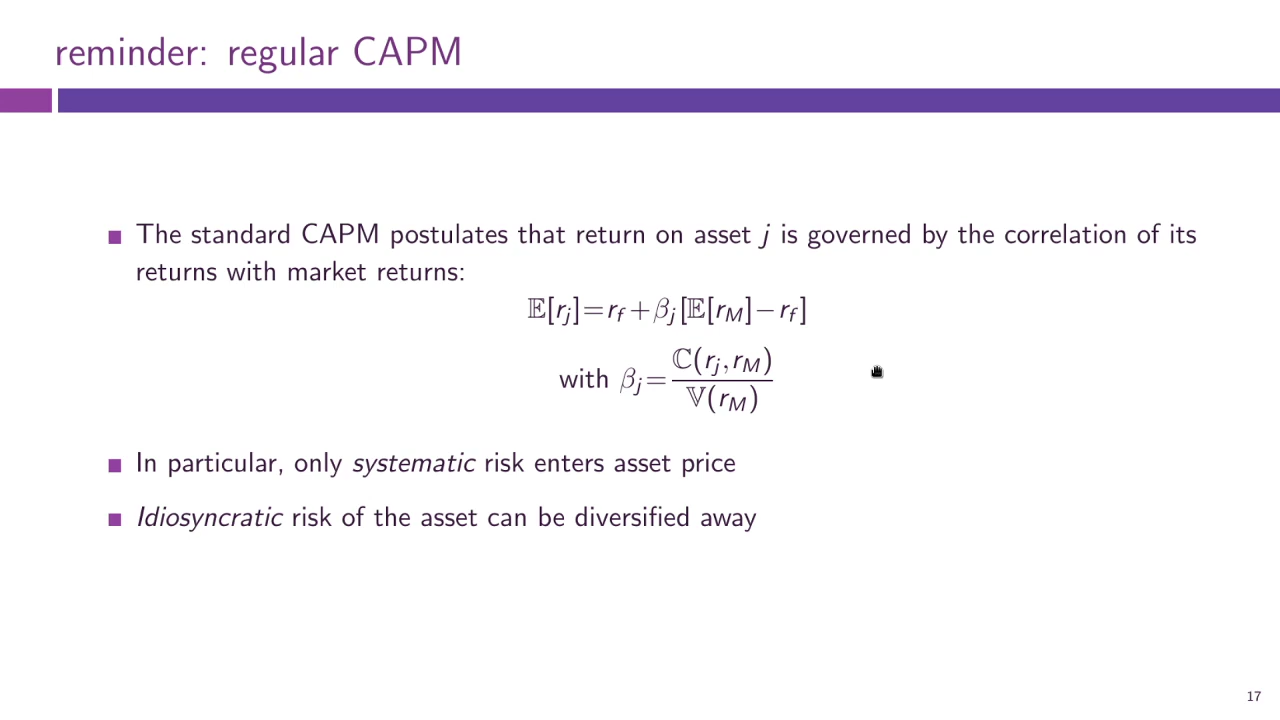 reminder: regular CAPM
The standard CAPM postulates that return on asset j is governed by the correlation of its
returns with market returns:
𝔼[r_j]=r_f+β_j[𝔼[r_M]−r_f]
with β_j=ℂ(r_j,r_M)/𝕍(r_M)
In particular, only systematic risk enters asset price
Idiosyncratic risk of the asset can be diversified away
17